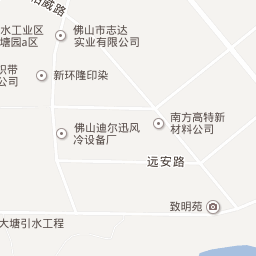 威路
水工业区
塘园a区
佛山市志达
实业有限公司
织带
公司
新环隆印染
南方高特新
材料公司
佛山迪尔迅风
冷设备厂
远安路
致明苑
大塘引水工程